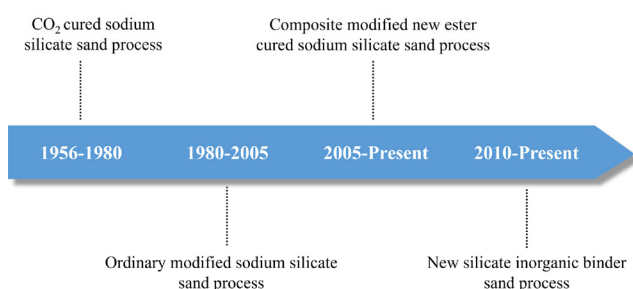 CO₂ cured sodium
silicate sand process
Composite modified new ester
cured sodium silicate sand process
1956-1980
1980-2005
2005-Present
2010-Present
Ordinary modified sodium silicate
sand process
New silicate inorganic binder
sand process